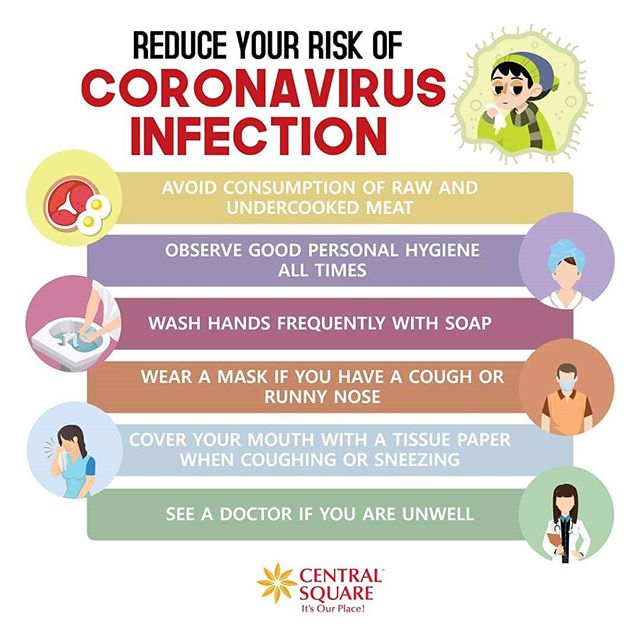 REDUCE YOUR RISK OF
CORONAVIRUS
INFECTION
AVOID CONSUMPTION OF RAW AND
UNDERCOOKED MEAT
OBSERVE GOOD PERSONAL HYGIENE
ALL TIMES
WASH HANDS FREQUENTLY WITH SOAP
WEAR A MASK IF YOU HAVE A COUGH OR
RUNNY NOSE
COVER YOUR MOUTH WITH A TISSUE PAPER
WHEN COUGHING OR SNEEZING
SEE A DOCTOR IF YOU ARE UNWELL
CENTRAL
SQUARE
It's Our Place!